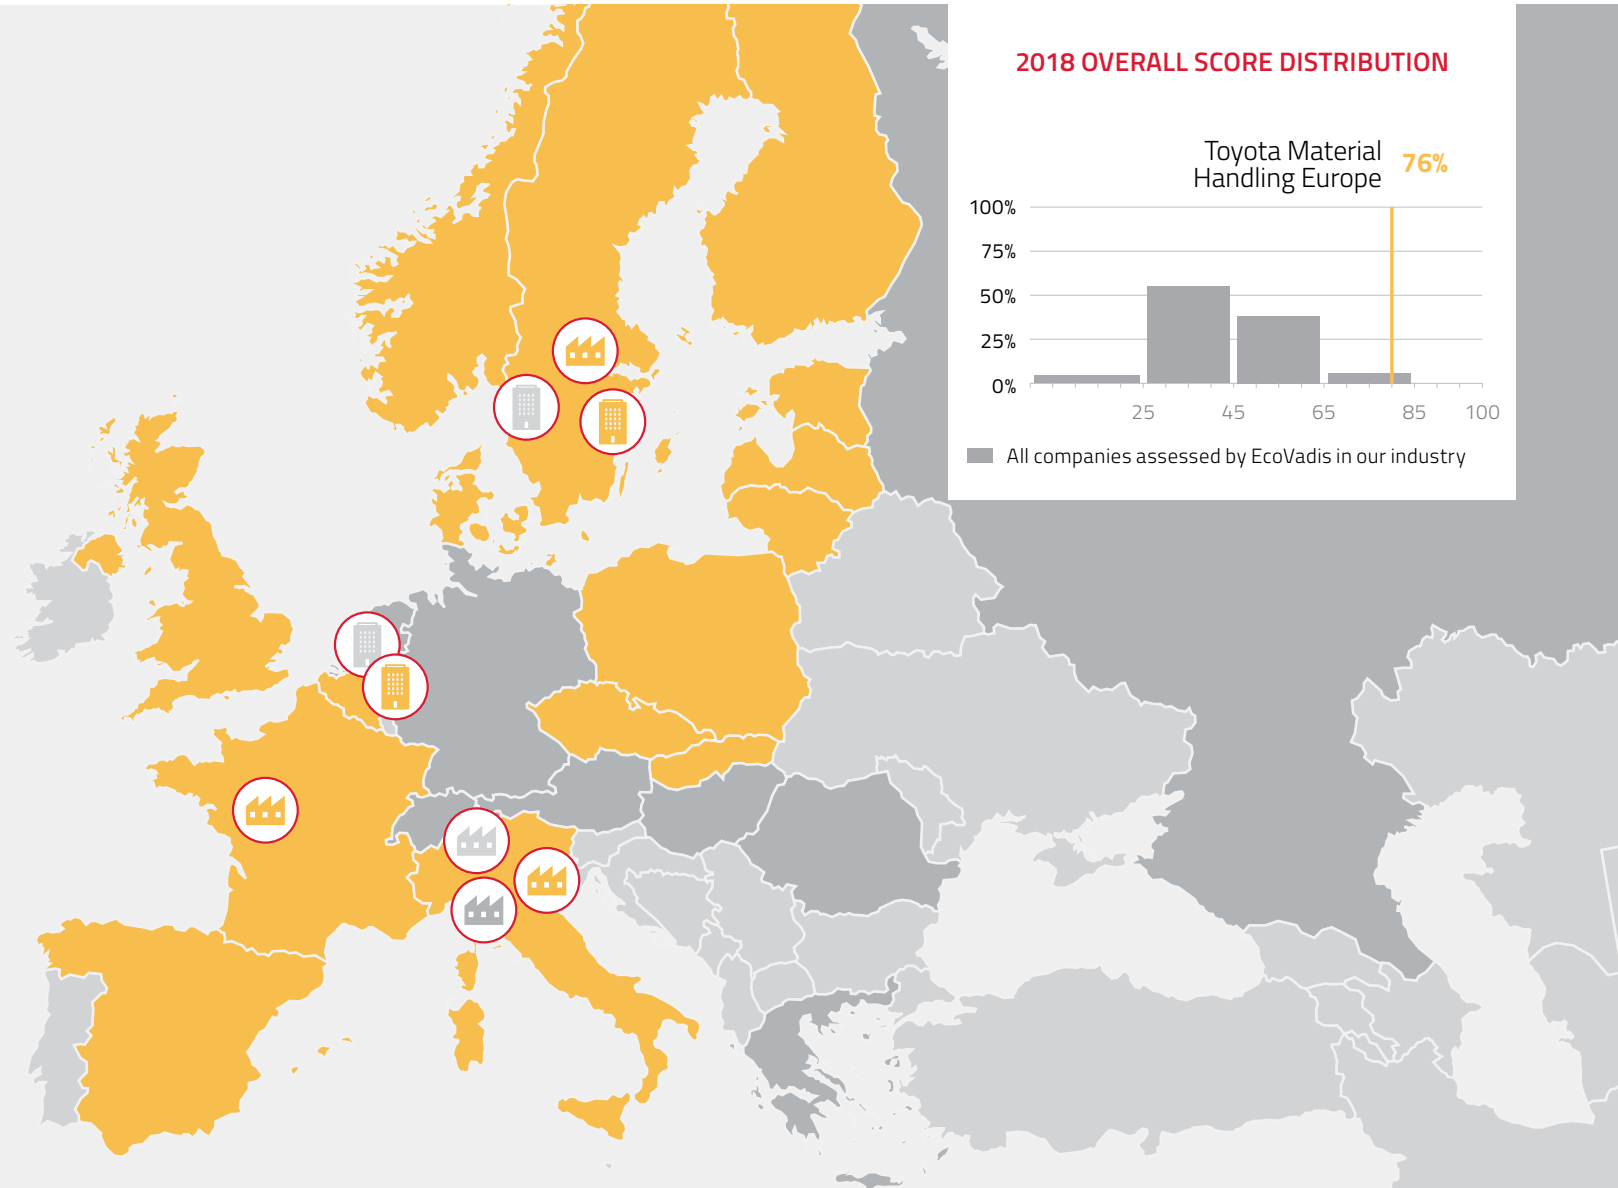 2018 OVERALL SCORE DISTRIBUTION
Toyota Material
Handling Europe
76%
100%
75%
50%
25%
0%
25 45 65 85 100
All companies assessed by EcoVadis in our industry